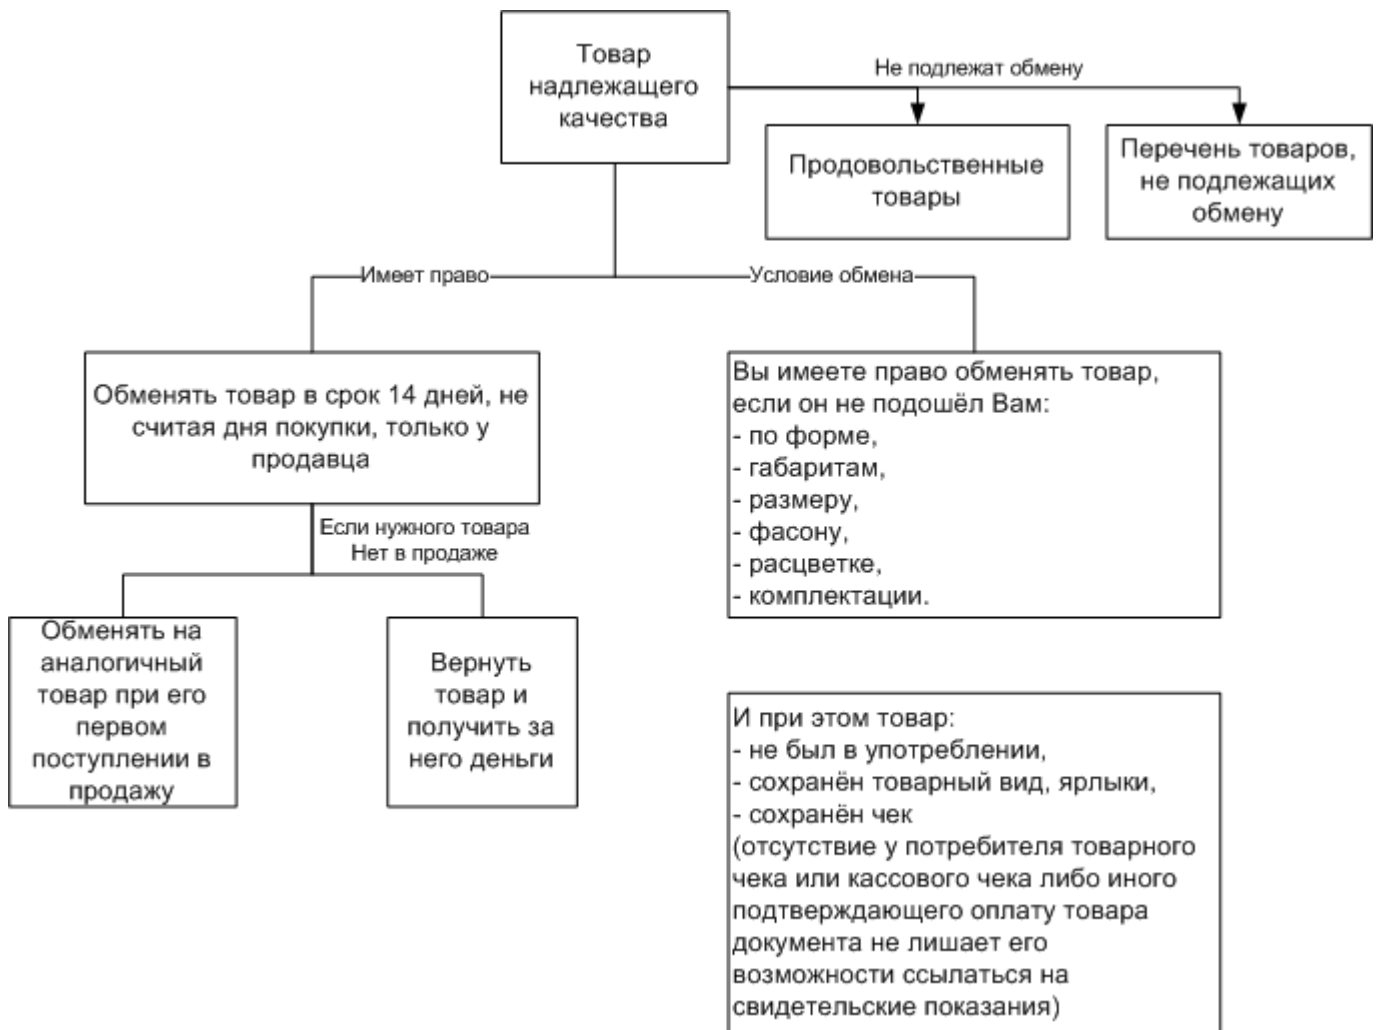 Товар
надлежащего
качества
Не подлежат обмену
Продовольственные
товары
Перечень товаров,
не подлежащих
обмену
Имеет право
Условие обмена
Обменять товар в срок 14 дней, не
считая дня покупки, только у
продавца
Вы имеете право обменять товар,
если он не подошёл Вам:
- по форме,
- габаритам,
- размеру,
- фасону,
- расцветке,
- комплектации.
Если нужного товара
Нет в продаже
Обменять на
аналогичный
товар при его
первом
поступлении в
продажу
Вернуть
товар и
получить за
него деньги
И при этом товар:
- не был в употреблении,
- сохранён товарный вид, ярлыки,
- сохранён чек
(отсутствие у потребителя товарного
чека или кассового чека либо иного
подтверждающего оплату товара
документа не лишает его
возможности ссылаться на
свидетельские показания)